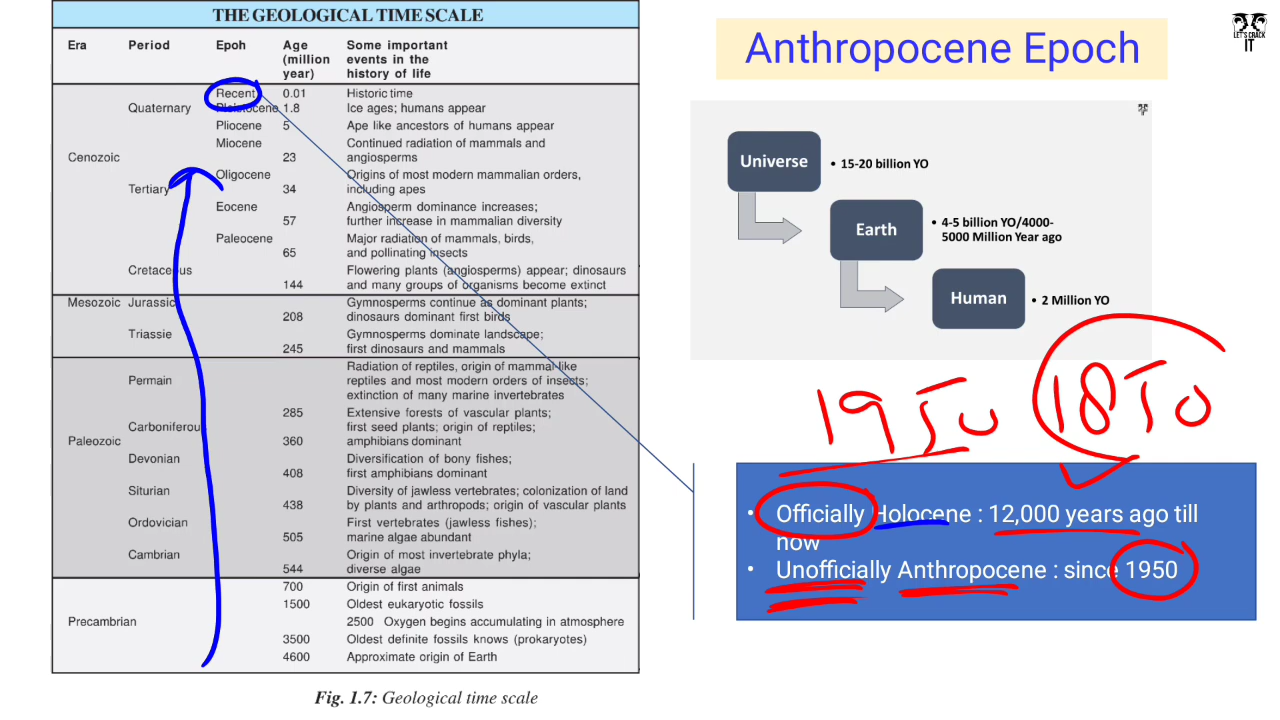 THE GEOLOGICAL TIME SCALE
Era Period Epoh Age (million year) Some important events in the history of life
Recent 0.01 Historic time
Quaternary Pleistocene 1.8 Ice ages; humans appear
Pliocene 5 Ape like ancestors of humans appear
Miocene Continued radiation of mammals and
Cenozoic 23 angiosperms
Oligocene Origins of most modern mammalian orders,
Tertiary 34 including apes
Eocene Angiosperm dominance increases;
57 further increase in mammalian diversity
Paleocene Major radiation of mammals, birds,
65 and pollinating insects
Cretaceous Flowering plants (angiosperms) appear; dinosaurs
144 and many groups of organisms become extinct
Mesozoic Jurassic Gymnosperms continue as dominant plants;
208 dinosaurs dominant first birds
Triassie Gymnosperms dominate landscape;
245 first dinosaurs and mammals
Radiation of reptiles, origin of mammal-like
Permain reptiles and most modern orders of insects;
extinction of many marine invertebrates
285 Extensive forests of vascular plants;
Carboniferous first seed plants; origin of reptiles;
Paleozoic 360 amphibians dominant
Devonian Diversification of bony fishes;
408 first amphibians dominant
Siturian Diversity of jawless vertebrates; colonization of land
438 by plants and arthropods; origin of vascular plants
Ordovician First vertebrates (jawless fishes);
505 marine algae abundant
Cambrian Origin of most invertebrate phyla;
544 diverse algae
700 Origin of first animals
1500 Oldest eukaryotic fossils
Precambrian 2500 Oxygen begins accumulating in atmosphere
3500 Oldest definite fossils knows (prokaryotes)
4600 Approximate origin of Earth
Fig. 1.7: Geological time scale
Anthropocene Epoch
LET'S CRACK
IT
Universe
• 15-20 billion YO
Earth
• 4-5 billion YO/4000-
5000 Million Year ago
Human
• 2 Million YO
1950 1850
• Officially Holocene : 12,000 years ago till
now
• Unofficially Anthropocene : since 1950